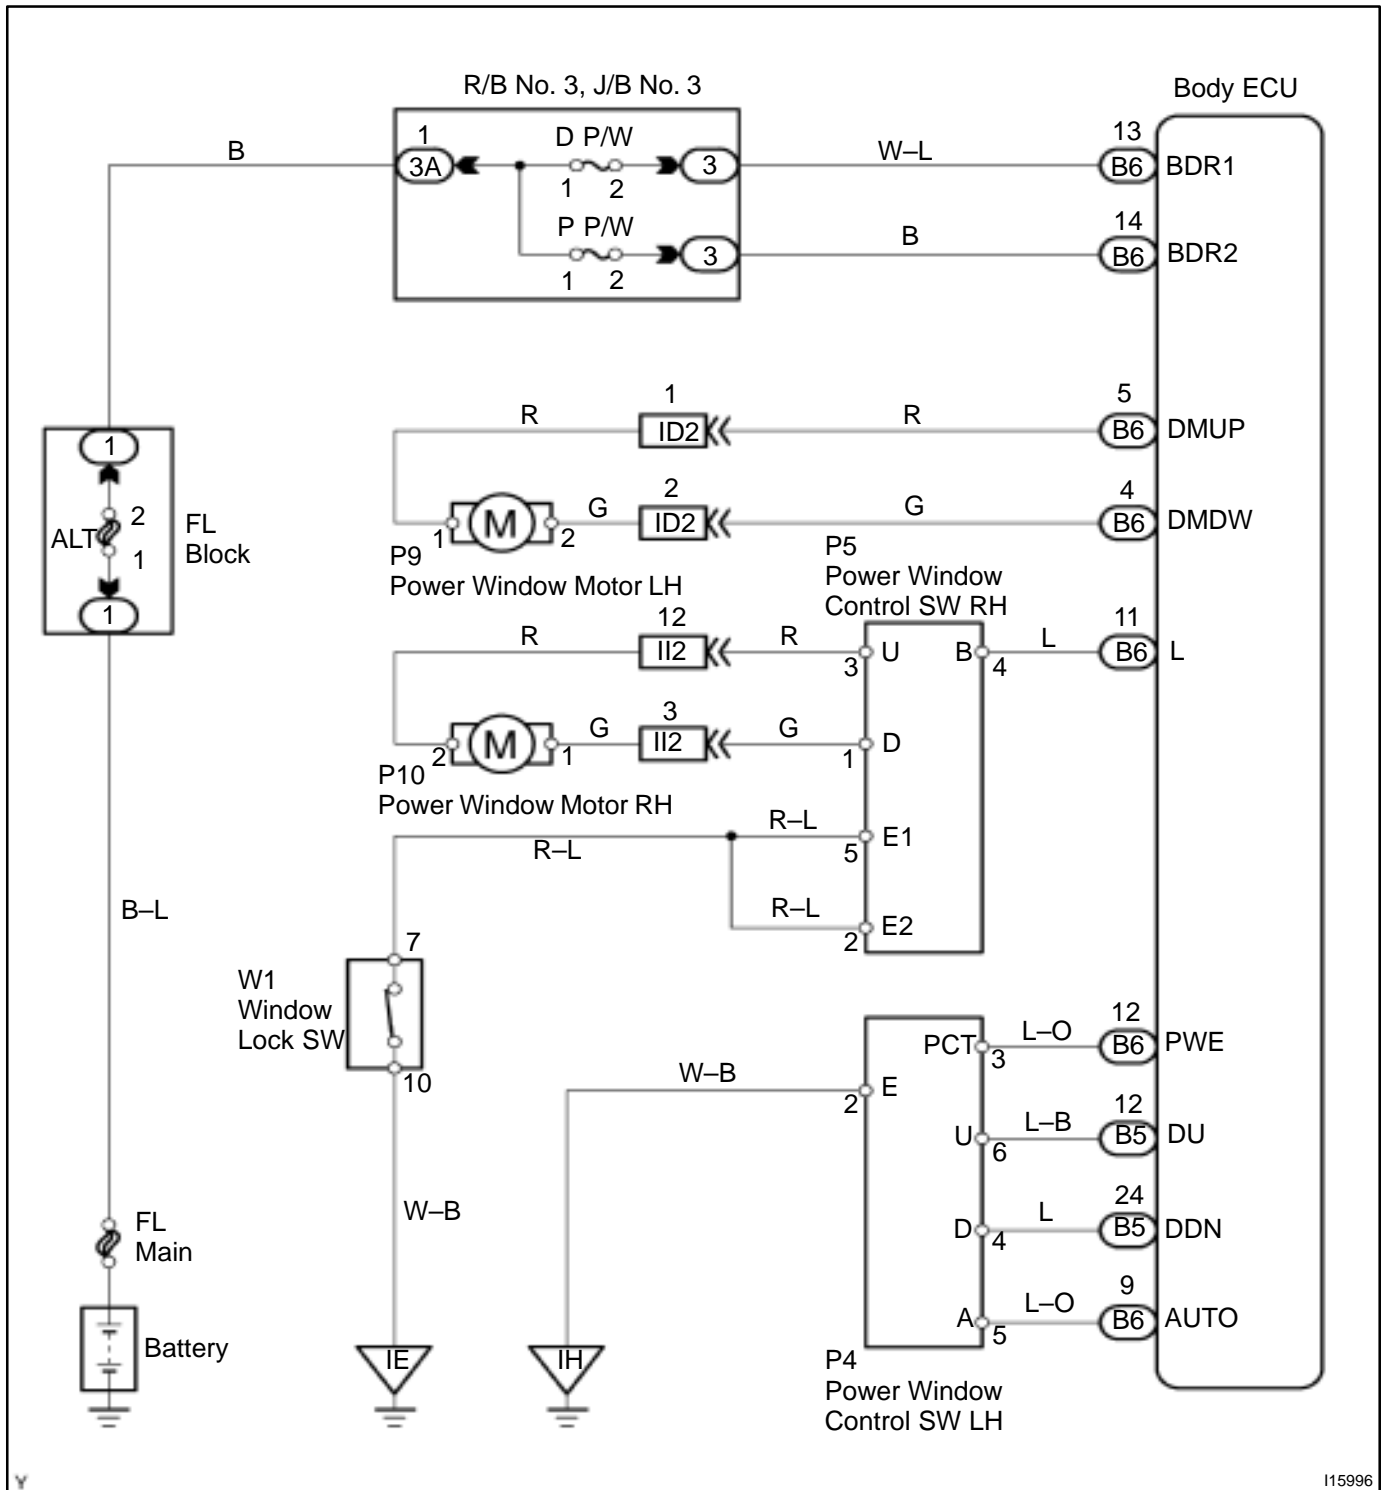 R/B No. 3, J/B No. 3
Body ECU
B
1
3A
D P/W
1 2
3
W–L
13
B6
BDR1
P P/W
1 2
3
B
14
B6
BDR2
1
ALT
2
1
FL
Block
1
R
1
ID2
R
5
B6
DMUP
1
M
2
G
2
ID2
G
4
B6
DMDW
P9
Power Window Motor LH
P5
Power Window
Control SW RH
R
12
II2
R
3
U
B
4
L
11
B6
L
2
M
1
G
3
II2
G
1
D
P10
Power Window Motor RH
R–L
R–L
5
E1
R–L
2
E2
B–L
7
W1
Window
Lock SW
10
W–B
W–B
2
E
PCT
3
L–O
12
B6
PWE
U
6
L–B
12
B5
DU
D
4
L
24
B5
DDN
A
5
L–O
9
B6
AUTO
FL
Main
Battery
IE
IH
P4
Power Window
Control SW LH
Y
I15996